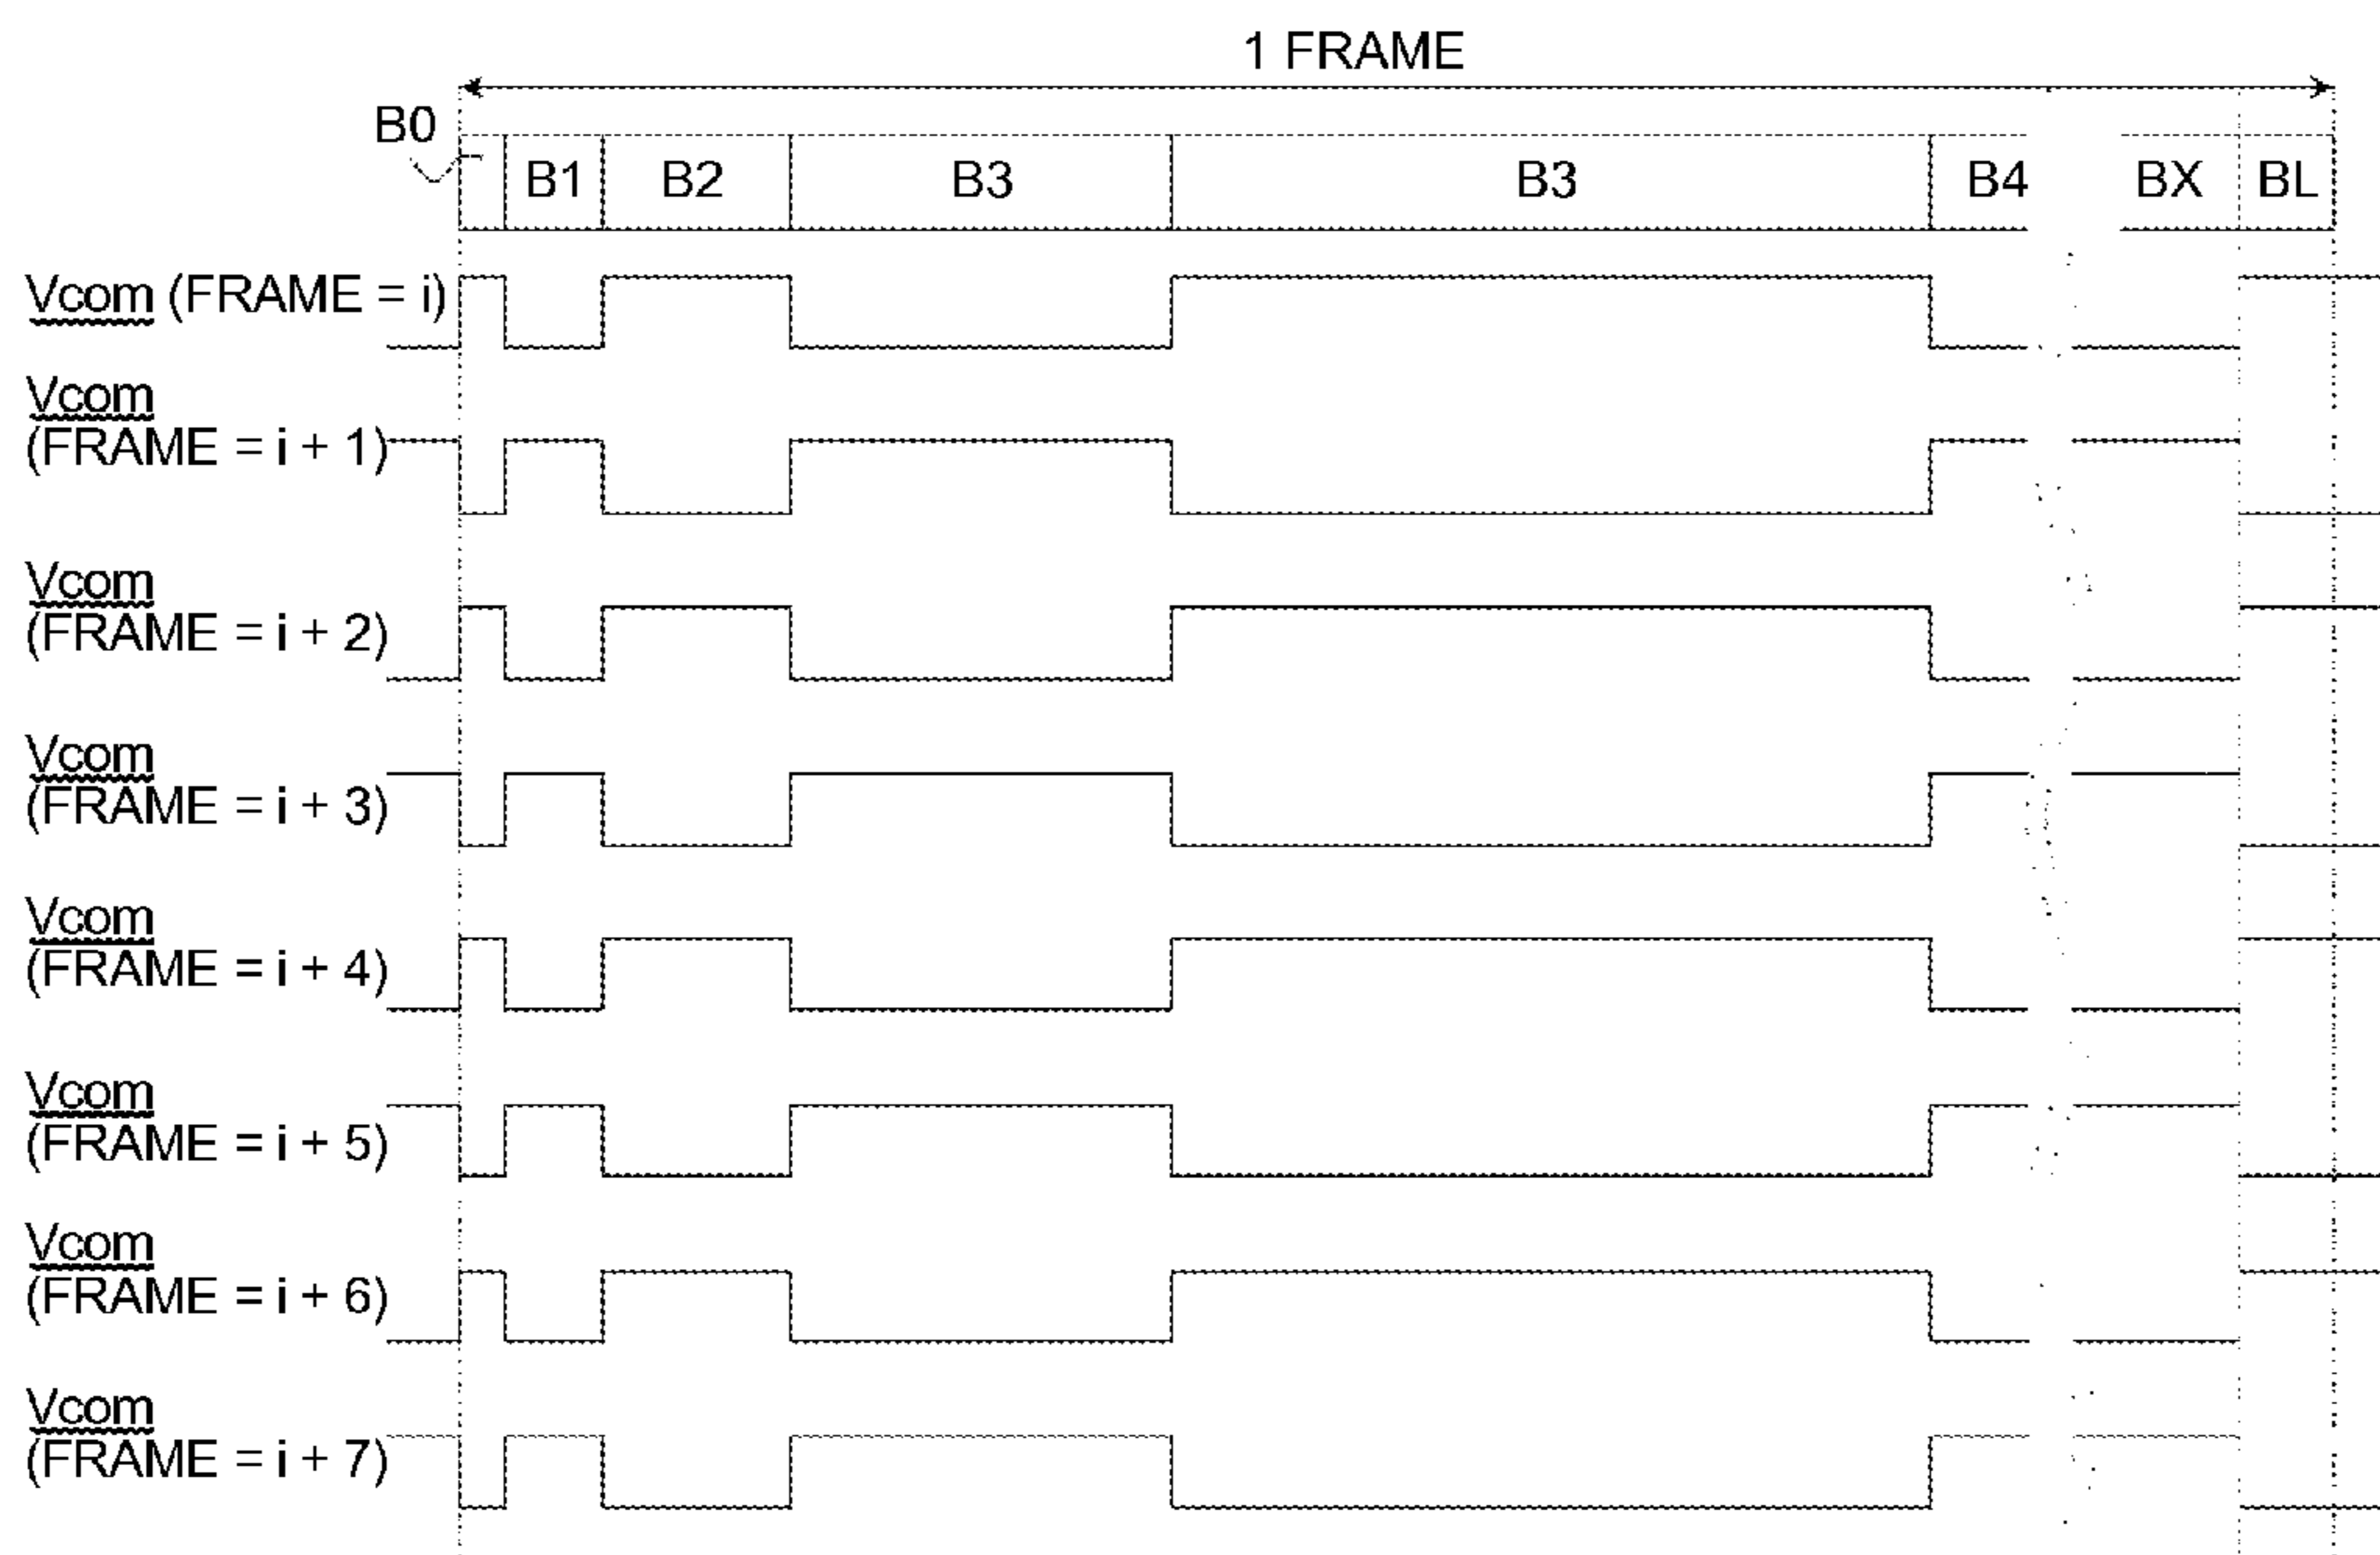 1 FRAME
B0
B1 B2 B3 B3 B4 BX BL
Vcom (FRAME = i)
Vcom
(FRAME = i + 1)
Vcom
(FRAME = i + 2)
Vcom
(FRAME = i + 3)
Vcom
(FRAME = i + 4)
Vcom
(FRAME = i + 5)
Vcom
(FRAME = i + 6)
Vcom
(FRAME = i + 7)